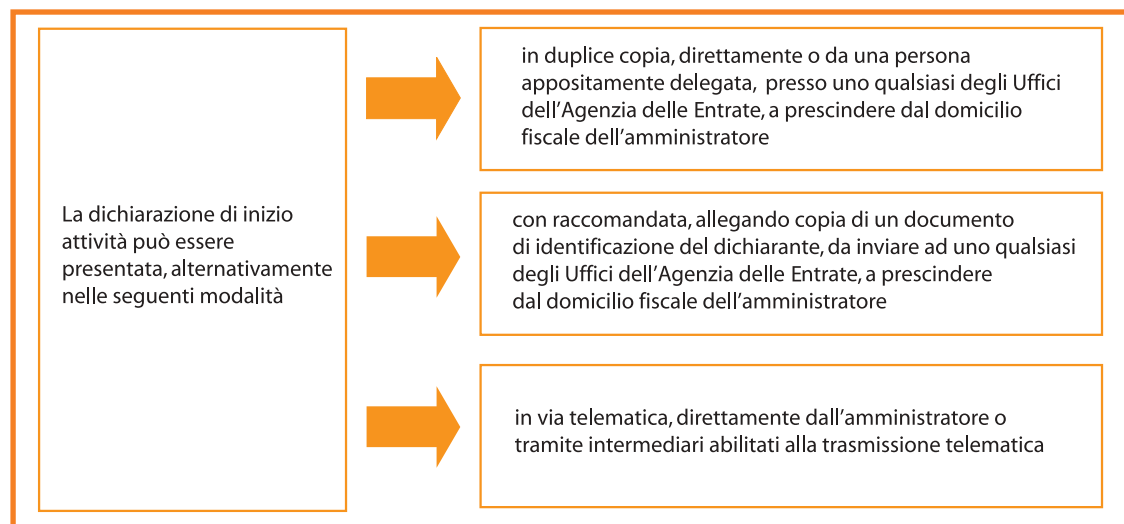 La dichiarazione di inizio
attività può essere
presentata, alternativamente
nelle seguenti modalità
in duplice copia, direttamente o da una persona
appositamente delegata, presso uno qualsiasi degli Uffici
dell'Agenzia delle Entrate, a prescindere dal domicilio
fiscale dell'amministratore
con raccomandata, allegando copia di un documento
di identificazione del dichiarante, da inviare ad uno qualsiasi
degli Uffici dell'Agenzia delle Entrate, a prescindere
dal domicilio fiscale dell'amministratore
in via telematica, direttamente dall'amministratore o
tramite intermediari abilitati alla trasmissione telematica